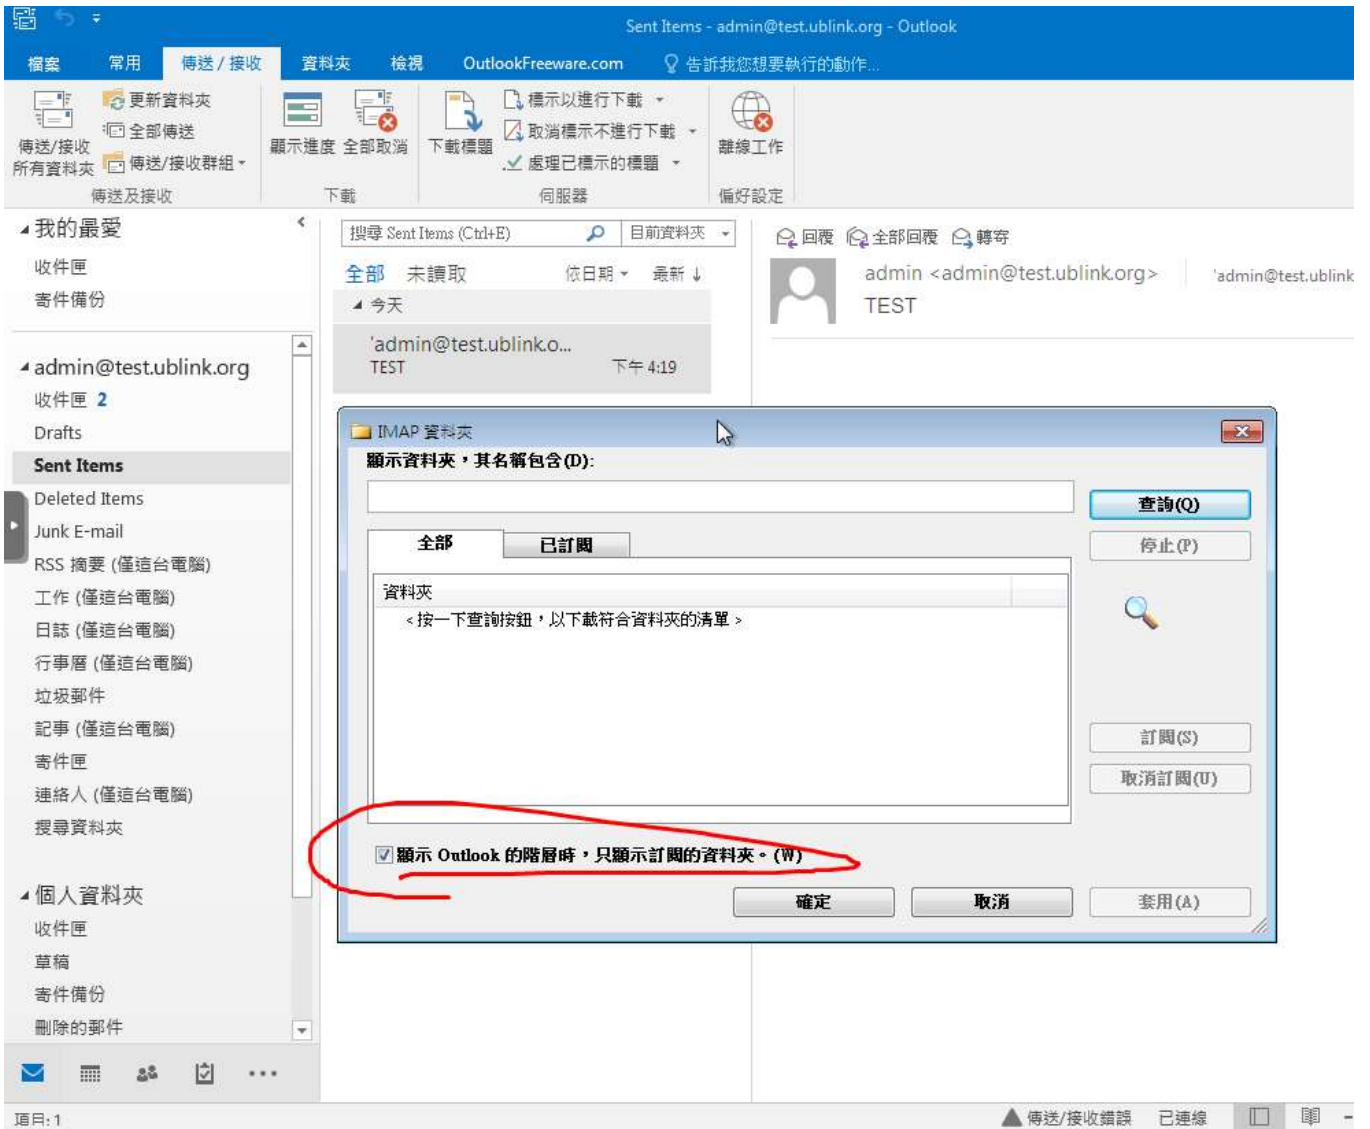 Sent Items - admin@test.ublink.org - Outlook
檔案 常用 傳送 / 接收 資料夾 檢視 OutlookFreeware.com 告訴我您想要執行的動作...
傳送/接收
所有資料夾
更新資料夾
全部傳送
傳送/接收群組
傳送及接收
顯示進度
全部取消
下載
下載標題
標示以進行下載
取消標示不進行下載
處理已標示的標題
伺服器
離線工作
偏好設定
我的最愛
收件匣
寄件備份
admin@test.ublink.org
收件匣 2
Drafts
Sent Items
Deleted Items
Junk E-mail
RSS 摘要 (僅這台電腦)
工作 (僅這台電腦)
日誌 (僅這台電腦)
行事曆 (僅這台電腦)
垃圾郵件
記事 (僅這台電腦)
寄件匣
連絡人 (僅這台電腦)
搜尋資料夾
個人資料夾
收件匣
草稿
寄件備份
刪除的郵件
項目: 1
搜尋 Sent Items (Ctrl+E) 目前資料夾
全部 未讀取 依日期 最新 ↓
今天
'admin@test.ublink.o...
TEST 下午 4:19
回覆 全部回覆 轉寄
admin <admin@test.ublink.org> 'admin@test.ublink
TEST
IMAP 資料夾
顯示資料夾，其名稱包含(D):
查詢(Q)
全部 已訂閱
停止(P)
資料夾
<按一下查詢按鈕，以下載符合資料夾的清單>
訂閱(S)
取消訂閱(U)
顯示 Outlook 的階層時，只顯示訂閱的資料夾。(W)
確定 取消 套用(A)
傳送/接收錯誤 已連線